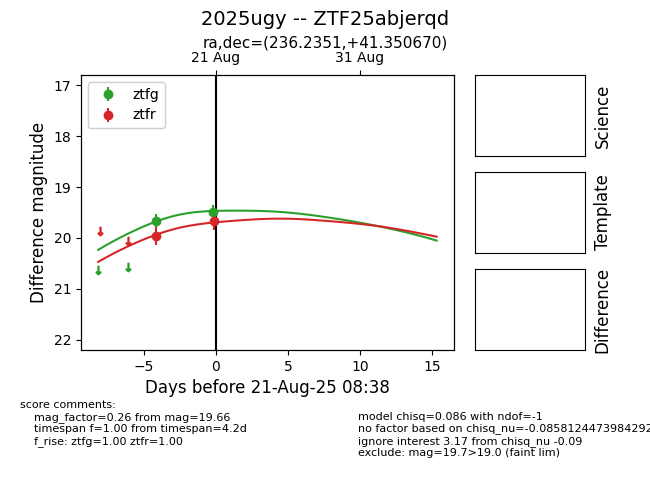 2025ugy -- ZTF25abjerqd
ra,dec=(236.2351,+41.350670)
21 Aug
31 Aug
ztfg
ztfr
17
18
19
20
21
22
Difference magnitude
−5
0
5
10
15
Days before 21-Aug-25 08:38
Science
Template
Difference
score comments:
mag_factor=0.26 from mag=19.66
timespan f=1.00 from timespan=4.2d
f_rise: ztfg=1.00 ztfr=1.00
model chisq=0.086 with ndof=-1
no factor based on chisq_nu=-0.0858124473984292
ignore interest 3.17 from chisq_nu -0.09
exclude: mag=19.7>19.0 (faint lim)